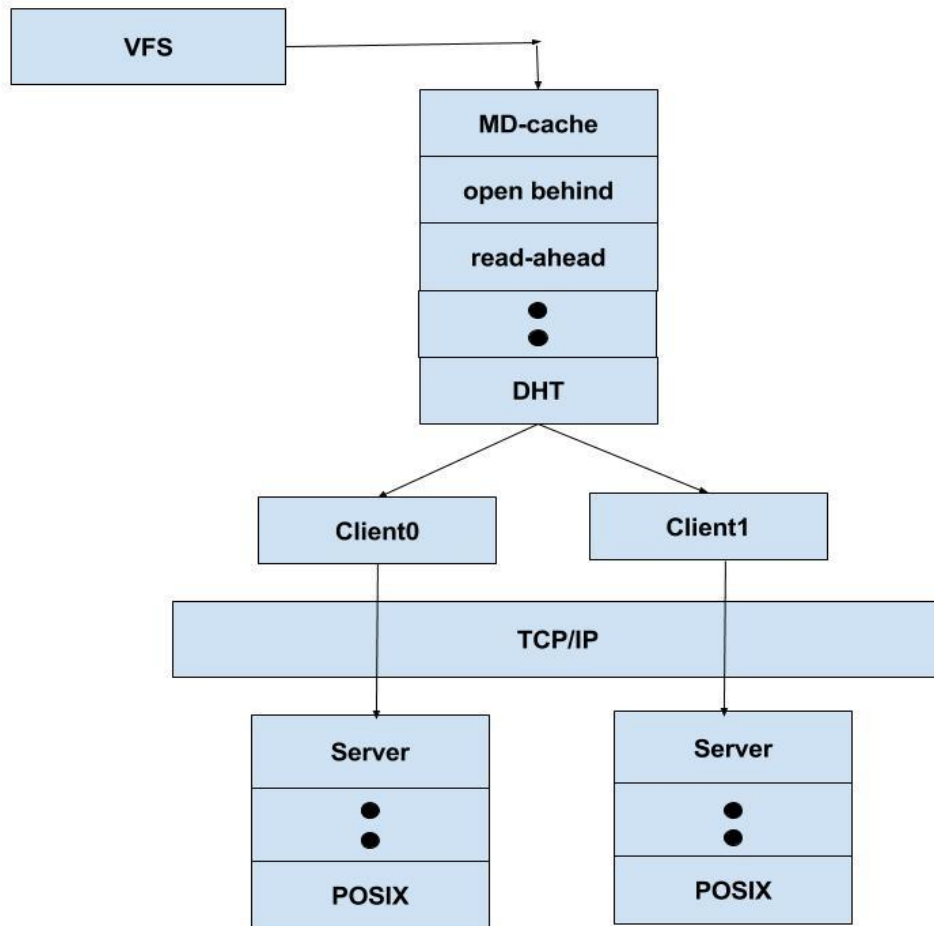 VFS
MD-cache
open behind
read-ahead
DHT
Client0
Client1
TCP/IP
Server
Server
POSIX
POSIX